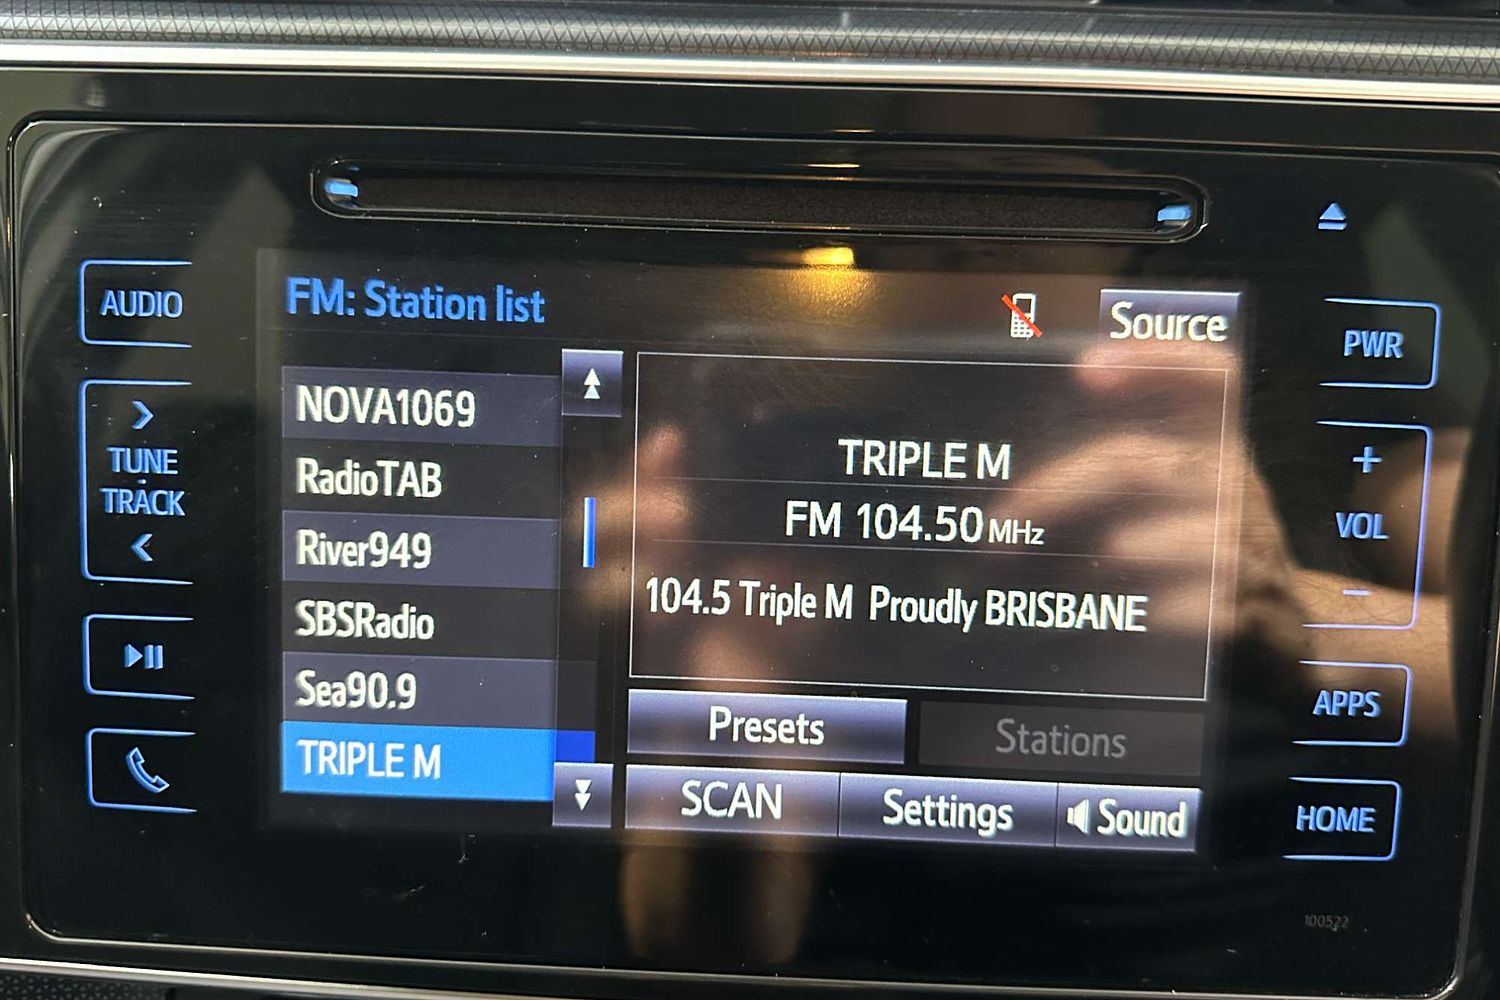 AUDIO
TUNE
TRACK
FM: Station list
Source
NOVA1069
RadioTAB
River949
SBSRadio
Sea90.9
TRIPLE M
TRIPLE M
FM 104.50 MHz
104.5 Triple M Proudly BRISBANE
Presets
Stations
SCAN
Settings
Sound
PWR
+
VOL
-
APPS
HOME
100522